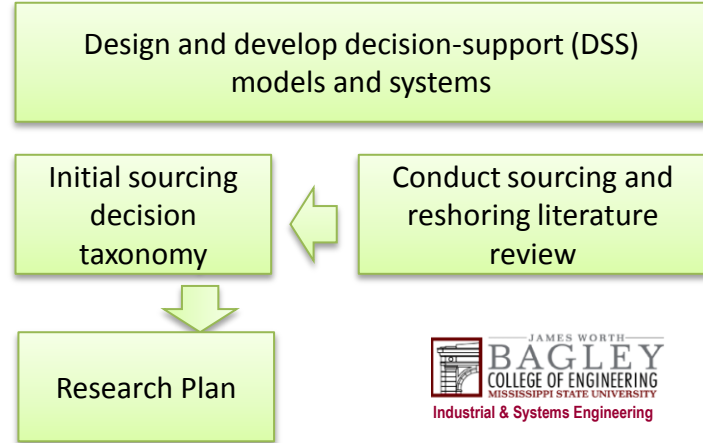 Design and develop decision-support (DSS)
models and systems
Initial sourcing
decision
taxonomy
Conduct sourcing and
reshoring literature
review
Research Plan
JAMES WORTH
BAGLEY
COLLEGE OF ENGINEERING
MISSISSIPPI STATE UNIVERSITY
Industrial & Systems Engineering